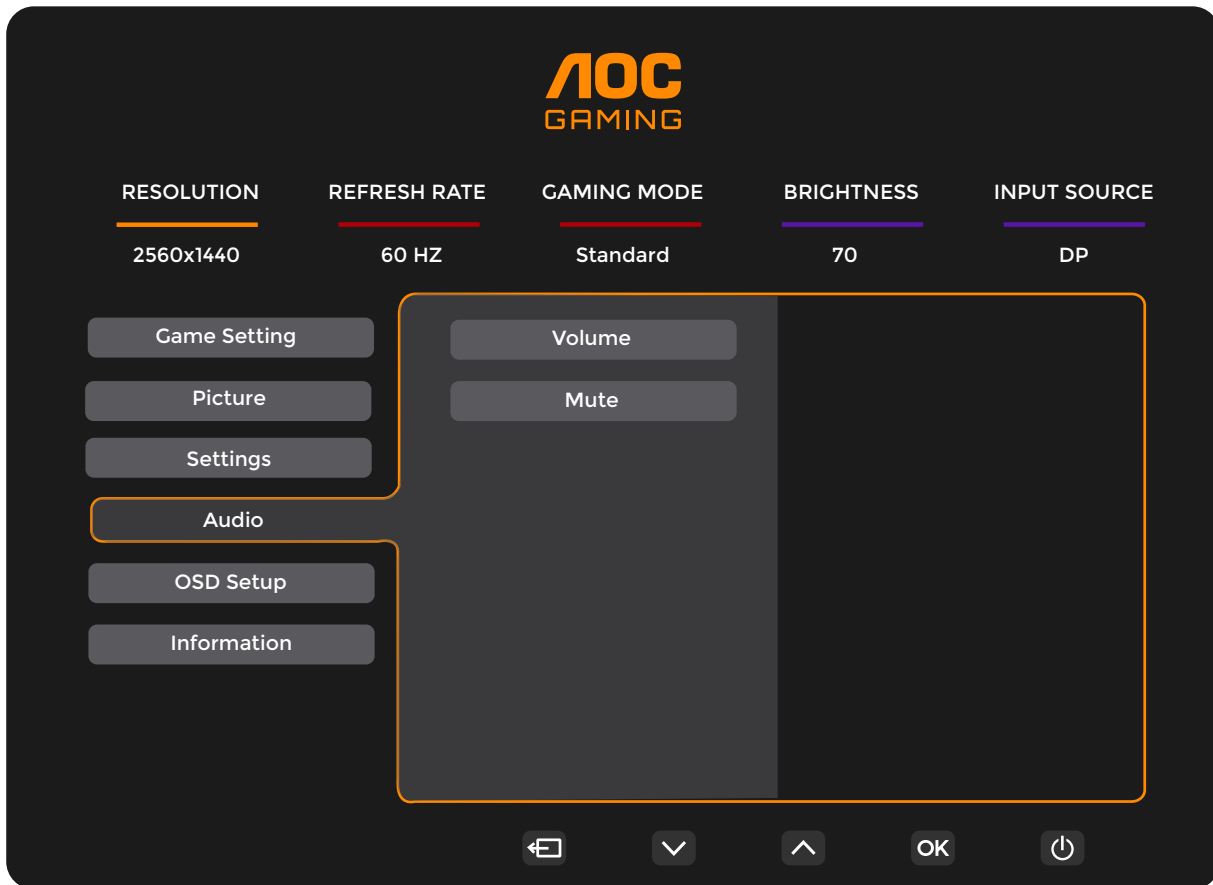 AOC
GAMING
RESOLUTION REFRESH RATE GAMING MODE BRIGHTNESS INPUT SOURCE
2560x1440 60 HZ Standard 70 DP
Game Setting Volume
Picture Mute
Settings
Audio
OSD Setup
Information
OK